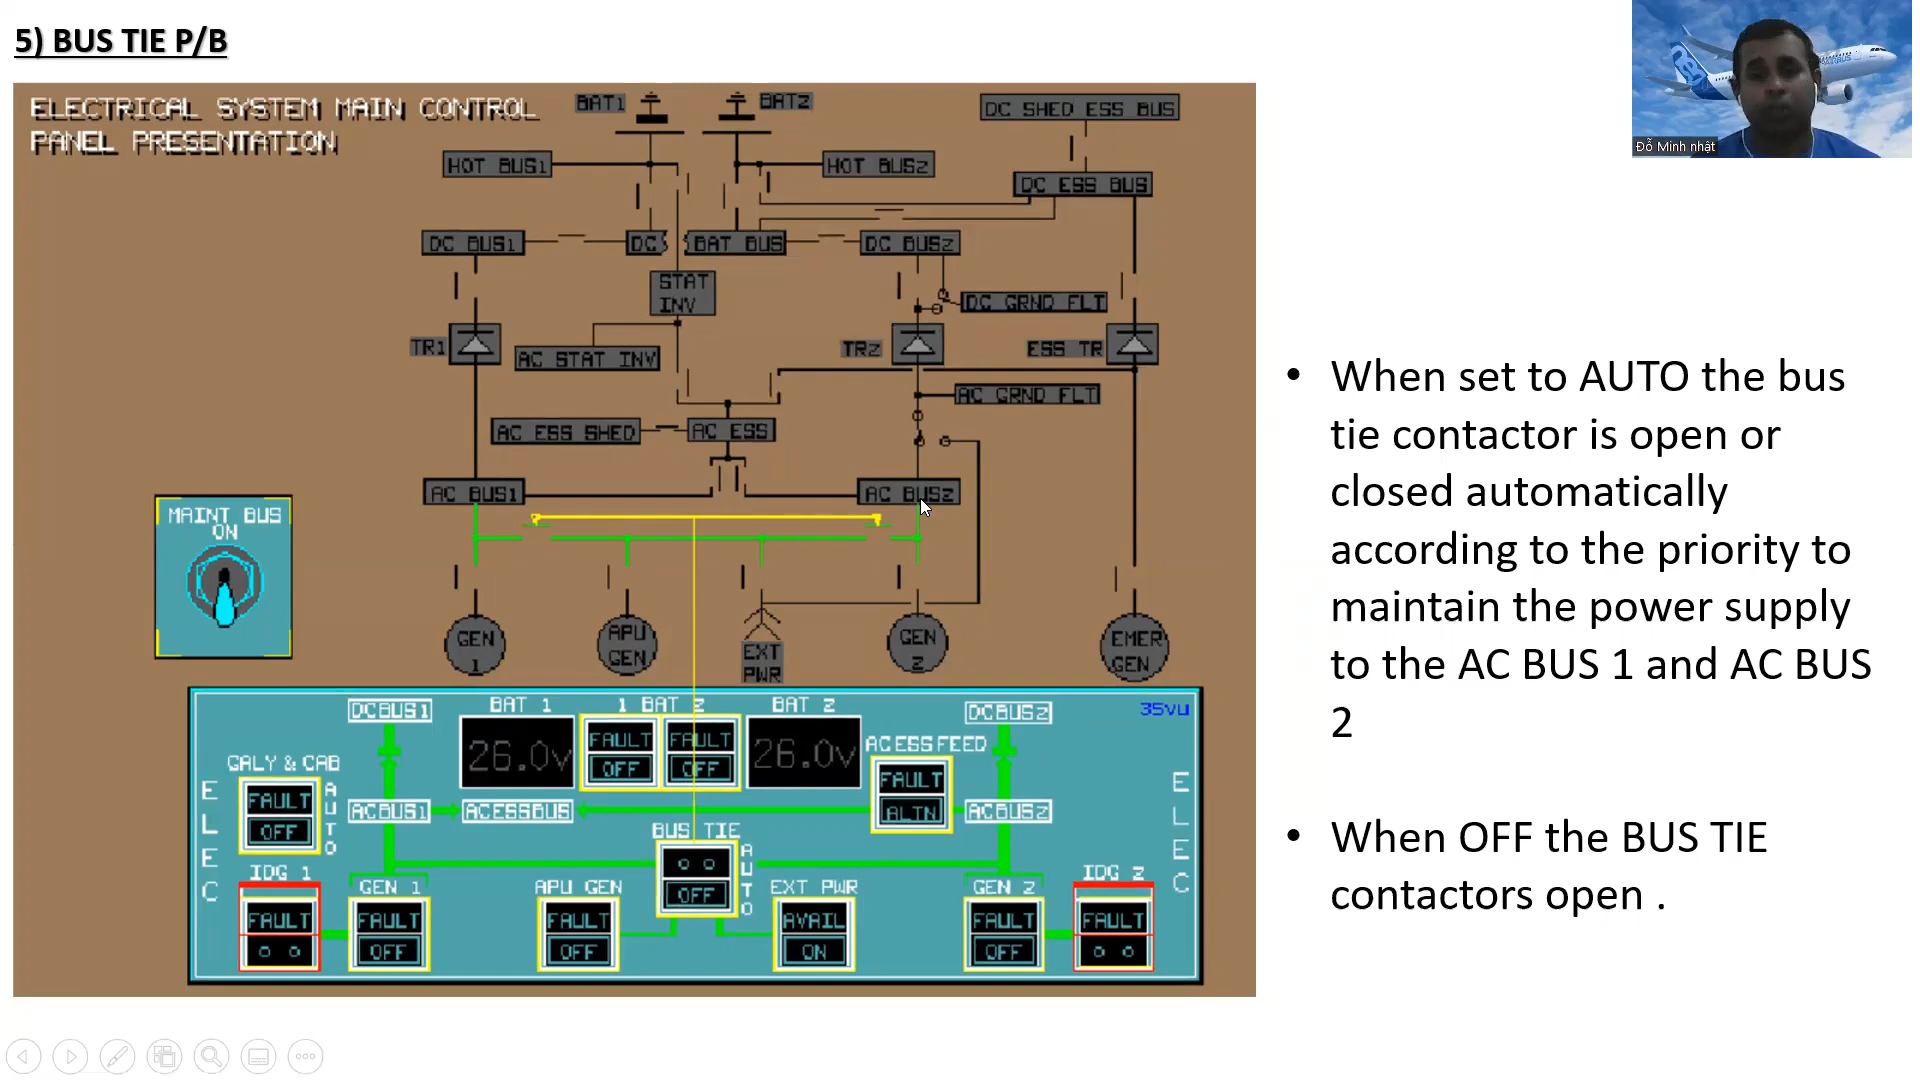 5) BUS TIE P/B
ELECTRICAL SYSTEM MAIN CONTROL
PANEL PRESENTATION
BAT1
BAT2
DC SHED ESS BUS
HOT BUS1
HOT BUS2
DC ESS BUS
DC BUS1
DC
BAT BUS
DC BUS2
STAT
INV
DC GRND FLT
TR1
AC STAT INV
TR2
ESS TR
AC GRND FLT
AC ESS SHED
AC ESS
AC BUS1
AC BUS2
MAINT BUS
ON
GEN
1
APU
GEN
EXT
PWR
GEN
2
EMER
GEN
DCBUS1
BAT 1
1 BAT 2
BAT 2
DCBUS2
35VU
26.0V
FAULT
OFF
FAULT
OFF
26.0V
AC ESS FEED
FAULT
ALTN
GALY & CAB
FAULT
OFF
AUTO
ELEC
ACBUS1
ACESSBUS
ACBUS2
ELEC
BUS TIE
OFF
AUTO
IDG 1
FAULT
GEN 1
FAULT
OFF
APU GEN
FAULT
OFF
EXT PWR
AVAIL
ON
GEN 2
FAULT
OFF
IDG 2
FAULT
Đỗ Minh nhật
• When set to AUTO the bus
tie contactor is open or
closed automatically
according to the priority to
maintain the power supply
to the AC BUS 1 and AC BUS
2
• When OFF the BUS TIE
contactors open .